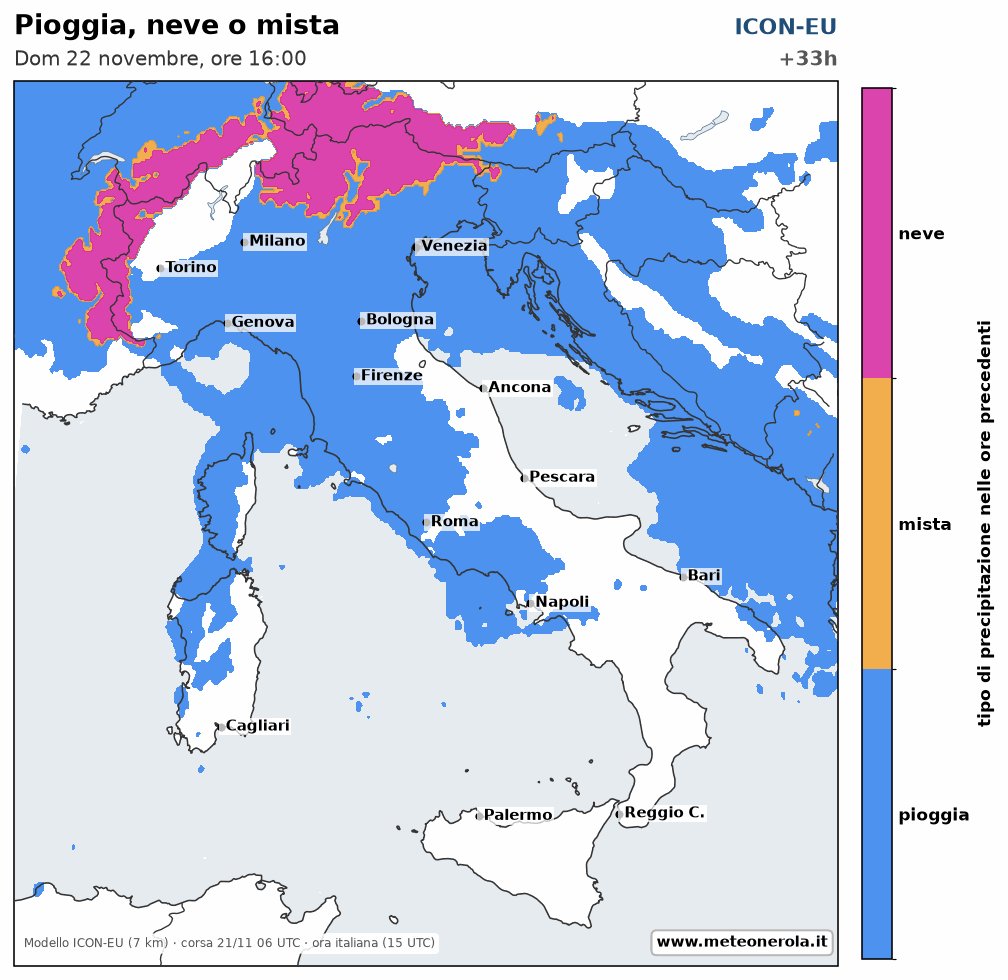 Pioggia, neve o mista
ICON-EU
Dom 22 novembre, ore 16:00
+33h
neve
mista
pioggia
tipo di precipitazione nelle ore precedenti
Milano
Venezia
Torino
Genova
Bologna
Firenze
Ancona
Pescara
Roma
Bari
Napoli
Cagliari
Palermo
Reggio C.
Modello ICON-EU (7 km) · corsa 21/11 06 UTC · ora italiana (15 UTC)
www.meteonerola.it